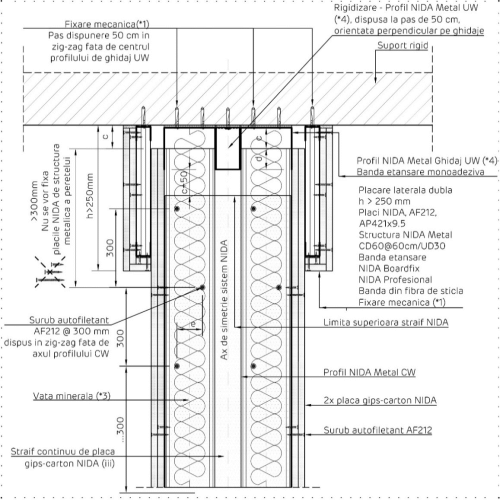 Fixare mecanica(*1)
Pas dispunere 50 cm in
zig-zag fata de centrul
profilului de ghidaj UW
Rigidizare - Profil NIDA Metal UW
(*4), dispusa la pas de 50 cm,
orientata perpendicular pe ghidaje
Suport rigid
c
c
d
c=50
>300mm
Nu se vor fixa
placile NIDA de structura
metalica a peretelui
h>250mm
300
300
...300
a
Ax de simetrie sistem NIDA
Profil NIDA Metal Ghidaj UW (*4)
Banda etansare monoadeziva
Placare laterala dubla
h > 250 mm
Placi NIDA, AF212,
AP421x9,5
Structura NIDA Metal
CD60@60cm/UD30
Banda etansare
NIDA Boardfix
NIDA Profesional
Banda din fibra de sticla
Fixare mecanica (*1)
Limita superioara straif NIDA
Surub autofiletant
AF212 @ 300 mm
dispus in zig-zag fata de
axul profilului CW
Profil NIDA Metal CW
Vata minerala (*3)
2x placa gips-carton NIDA
Surub autofiletant AF212
Straif continuu de placa
gips-carton NIDA (iii)